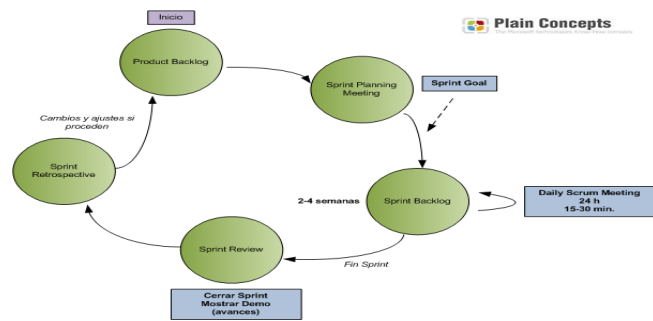 Inicio
Plain Concepts
Product Backlog
Sprint Planning
Meeting
Sprint Goal
Cambios y ajustes si
proceden
Sprint
Retrospective
2-4 semanas
Sprint Backlog
Daily Scrum Meeting
24 h
15-30 min.
Sprint Review
Fin Sprint
Cerrar Sprint
Mostrar Demo
(avances)